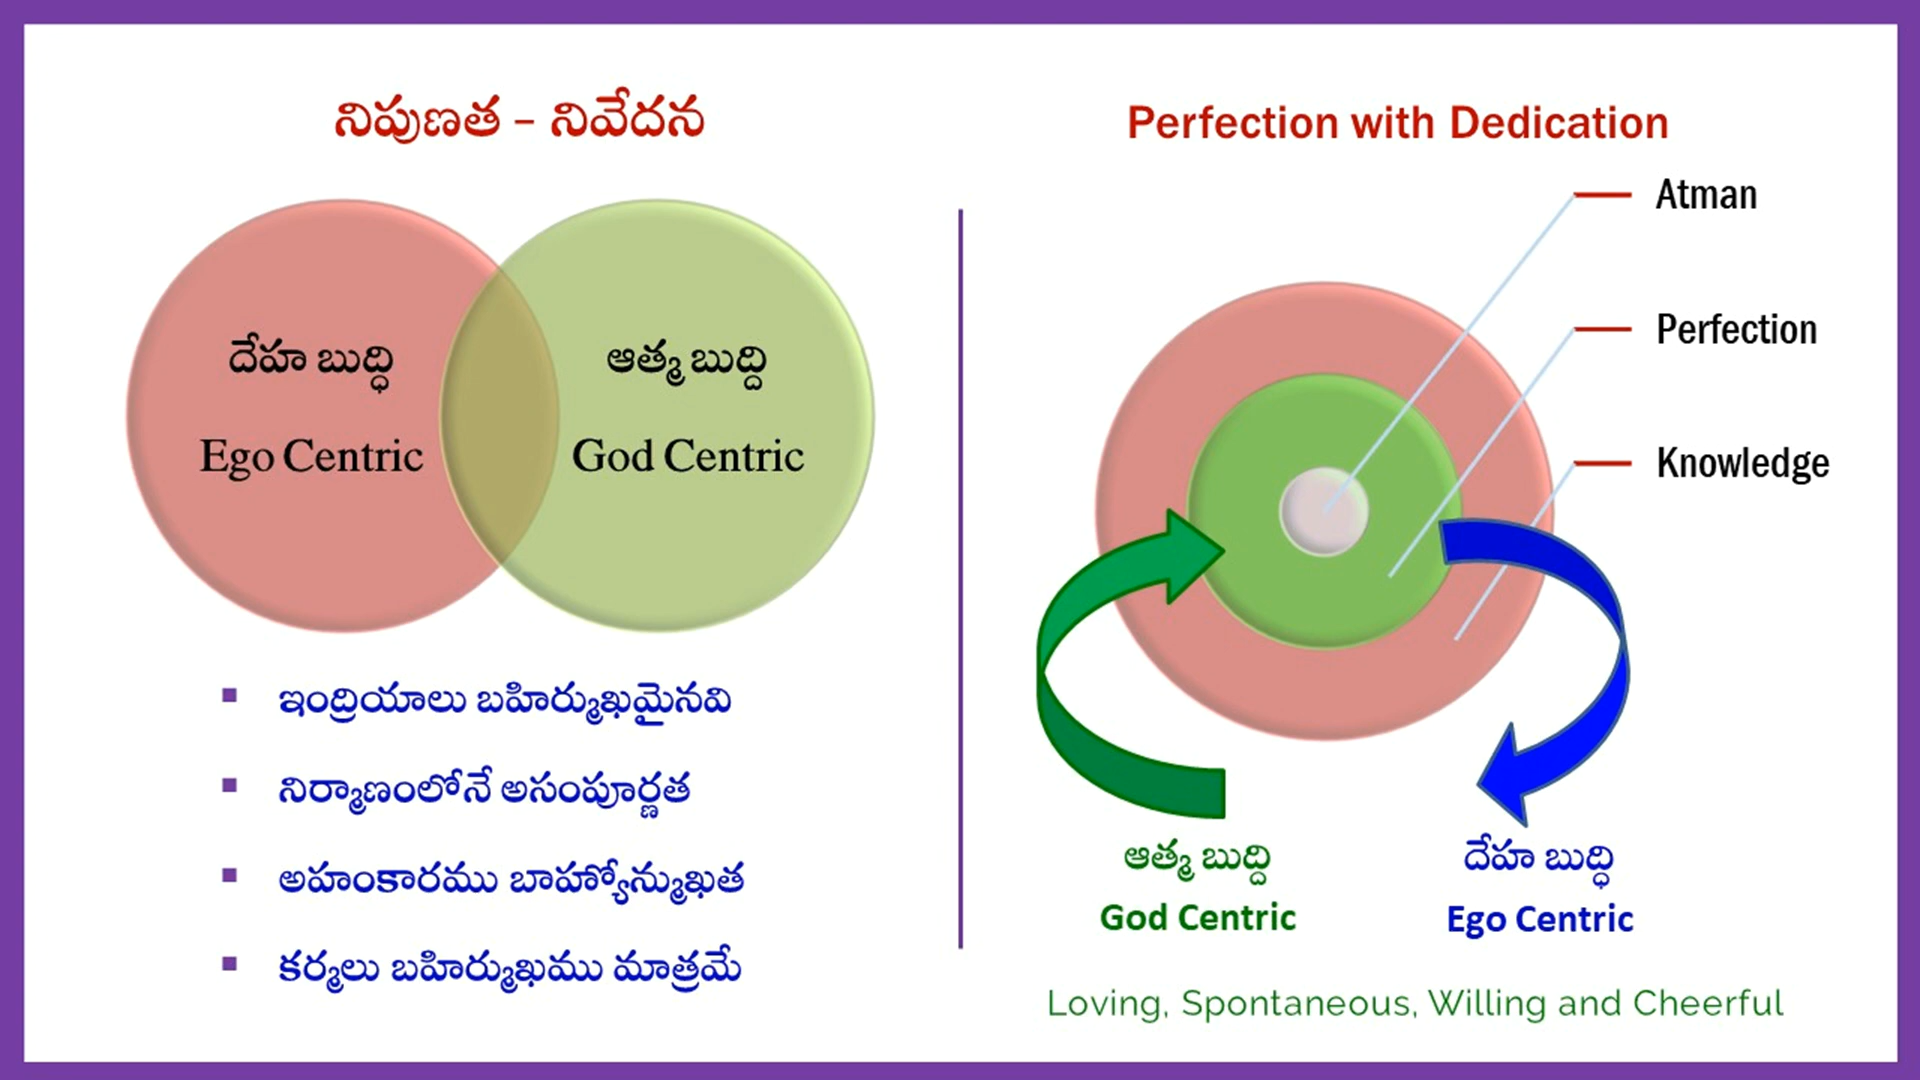 నిపుణత – నివేదన
దేహ బుద్ధి
Ego Centric
ఆత్మ బుద్ది
God Centric
ఇంద్రియాలు బహిర్ముఖమైనవి
నిర్మాణంలోనే అసంపూర్ణత
అహంకారము బాహ్యోన్ముఖత
కర్మలు బహిర్ముఖము మాత్రమే
Perfection with Dedication
Atman
Perfection
Knowledge
ఆత్మ బుద్ది
God Centric
దేహ బుద్ధి
Ego Centric
Loving, Spontaneous, Willing and Cheerful